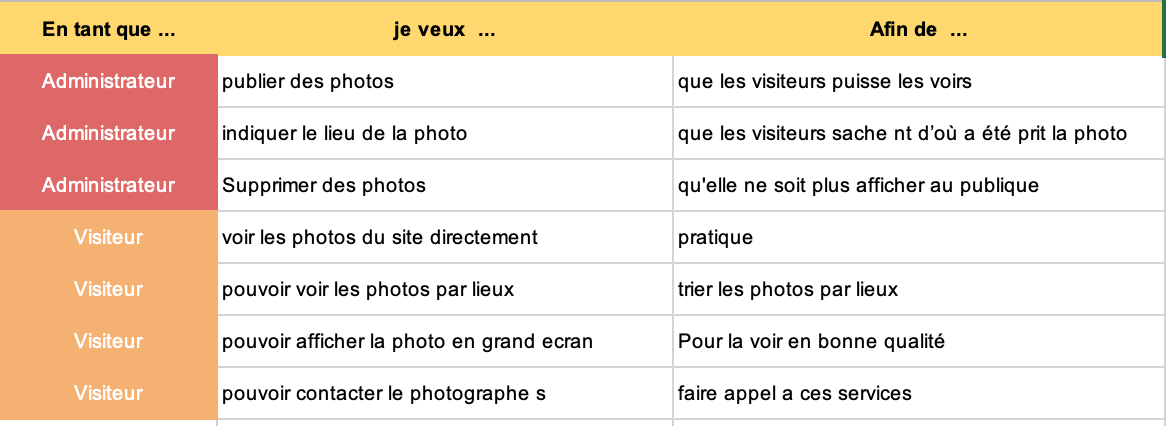 En tant que ... je veux ... Afin de ...
Administrateur publier des photos que les visiteurs puisse les voirs
Administrateur indiquer le lieu de la photo que les visiteurs sache nt d’où a été prit la photo
Administrateur Supprimer des photos qu'elle ne soit plus afficher au publique
Visiteur voir les photos du site directement pratique
Visiteur pouvoir voir les photos par lieux trier les photos par lieux
Visiteur pouvoir afficher la photo en grand ecran Pour la voir en bonne qualité
Visiteur pouvoir contacter le photographe s faire appel a ces services